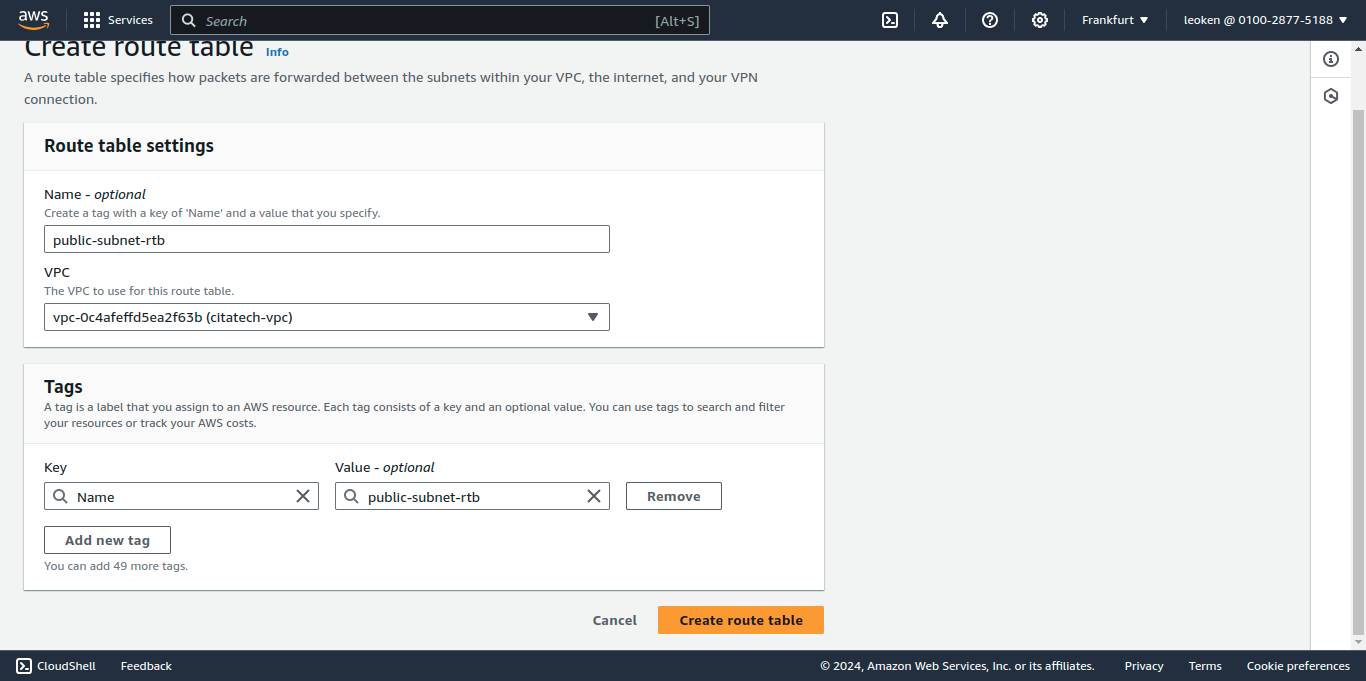 aws
Services
Search
[Alt+S]
Frankfurt
leoken @ 0100-2877-5188
Create route table Info
A route table specifies how packets are forwarded between the subnets within your VPC, the internet, and your VPN
connection.
Route table settings
Name - optional
Create a tag with a key of 'Name' and a value that you specify.
public-subnet-rtb
VPC
The VPC to use for this route table.
vpc-0c4afeffd5ea2f63b (citatech-vpc)
Tags
A tag is a label that you assign to an AWS resource. Each tag consists of a key and an optional value. You can use tags to search and filter
your resources or track your AWS costs.
Key
Value - optional
Name
public-subnet-rtb
Remove
Add new tag
You can add 49 more tags.
Cancel
Create route table
CloudShell
Feedback
© 2024, Amazon Web Services, Inc. or its affiliates.
Privacy
Terms
Cookie preferences